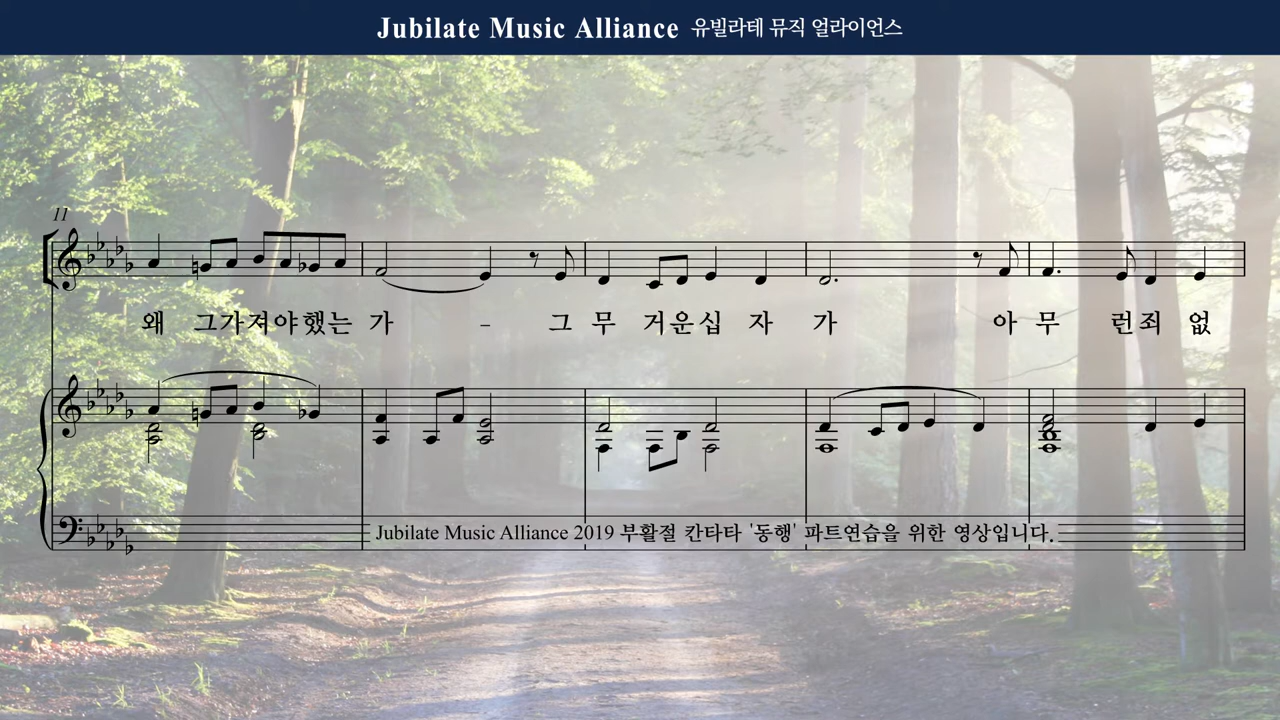 Jubilate Music Alliance 유빌라테 뮤직 얼라이언스
11
왜 그가져야했는 가 - 그 무 거운십 자 가 아 무 런죄 없
Jubilate Music Alliance 2019 부활절 칸타타 '동행' 파트연습을 위한 영상입니다.